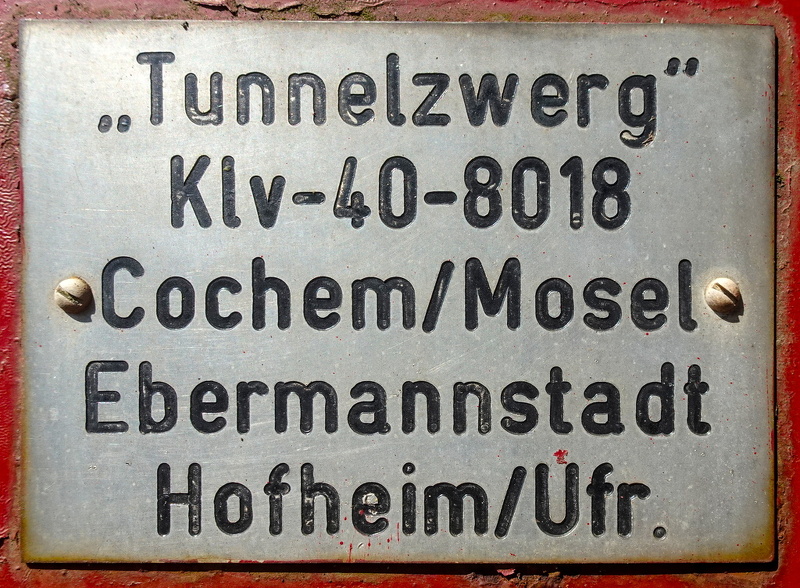 „Tunnelzwerg“
Klv-40-8018
Cochem/Mosel
Ebermannstadt
Hofheim/Ufr.